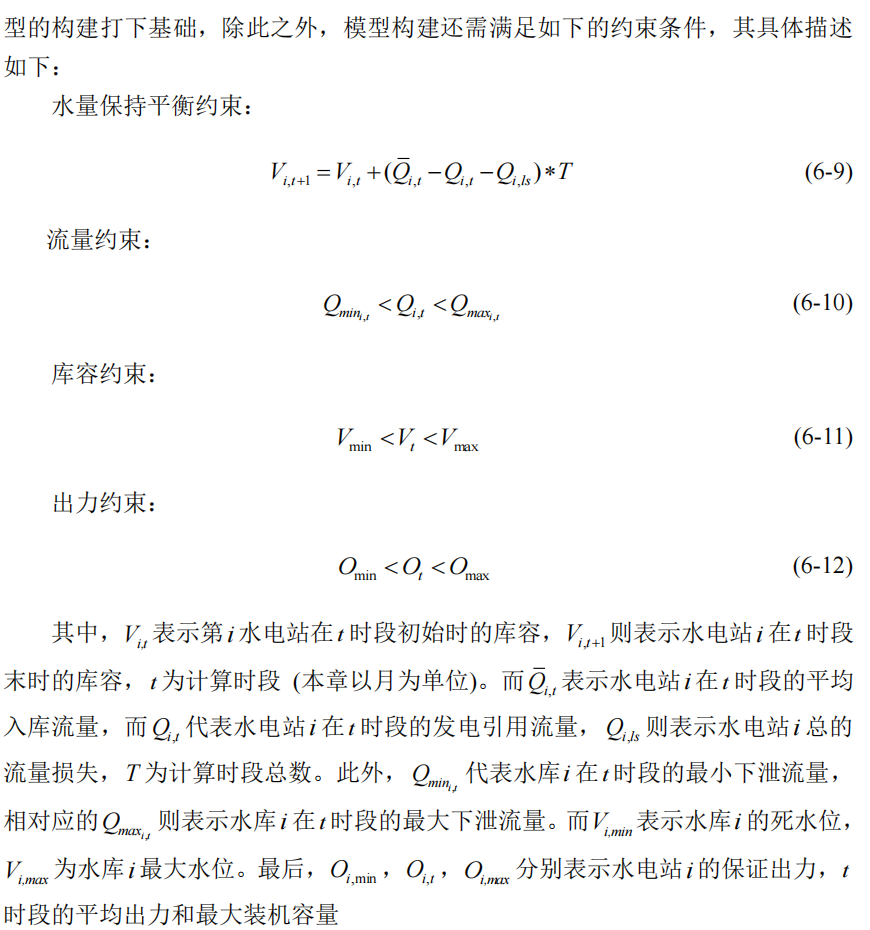 型的构建打下基础，除此之外，模型构建还需满足如下的约束条件，其具体描述
如下：
水量保持平衡约束：
$V_{i,t+1} = V_{i,t} + (\bar{Q}_{i,t} - Q_{i,t} - Q_{i,ls}) * T$ (6-9)
流量约束：
$Q_{min_{i,t}} < Q_{i,t} < Q_{max_{i,t}}$ (6-10)
库容约束：
$V_{\min} < V_t < V_{\max}$ (6-11)
出力约束：
$O_{\min} < O_t < O_{\max}$ (6-12)
其中，$V_{i,t}$ 表示第 $i$ 水电站在 $t$ 时段初始时的库容，$V_{i,t+1}$ 则表示水电站 $i$ 在 $t$ 时段
末时的库容，$t$ 为计算时段 (本章以月为单位)。而 $\bar{Q}_{i,t}$ 表示水电站 $i$ 在 $t$ 时段的平均
入库流量，而 $Q_{i,t}$ 代表水电站 $i$ 在 $t$ 时段的发电引用流量，$Q_{i,ls}$ 则表示水电站 $i$ 总的
流量损失，$T$ 为计算时段总数。此外，$Q_{min_{i,t}}$ 代表水库 $i$ 在 $t$ 时段的最小下泄流量，
相对应的 $Q_{max_{i,t}}$ 则表示水库 $i$ 在 $t$ 时段的最大下泄流量。而 $V_{i,min}$ 表示水库 $i$ 的死水位，
$V_{i,max}$ 为水库 $i$ 最大水位。最后，$O_{i,\min}$，$O_{i,t}$，$O_{i,max}$ 分别表示水电站 $i$ 的保证出力，$t$
时段的平均出力和最大装机容量